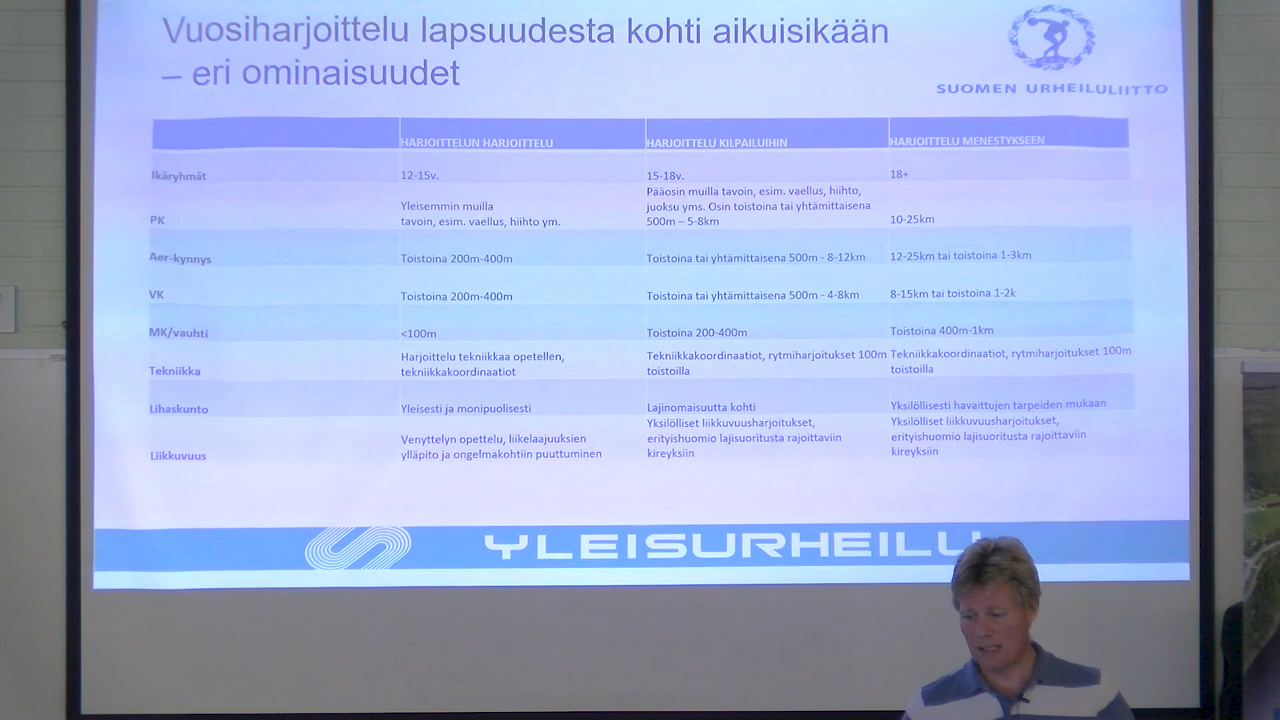 Vuosiharjoittelu lapsuudesta kohti aikuisikään
– eri ominaisuudet
SUOMEN URHEILULIITTO
HARJOITTELUN HARJOITTELU HARJOITTELU KILPAILUIHIN HARJOITTELU MENESTYKSEEN
Ikäryhmät 12-15v. 15-18v. 18+
PK
Yleisemmin muilla
tavoin, esim. vaellus, hiihto ym.
Pääosin muilla tavoin, esim. vaellus, hiihto,
juoksu yms. Osin toistoina tai yhtämittaisena
500m – 5-8km
10-25km
Aer-kynnys Toistoina 200m-400m Toistoina tai yhtämittaisena 500m - 8-12km 12-25km tai toistoina 1-3km
VK Toistoina 200m-400m Toistoina tai yhtämittaisena 500m - 4-8km 8-15km tai toistoina 1-2k
MK/vauhti <100m Toistoina 200-400m Toistoina 400m-1km
Tekniikka
Harjoittelu tekniikkaa opetellen,
tekniikkakoordinaatiot
Tekniikkakoordinaatiot, rytmiharjoitukset 100m
toistoilla
Tekniikkakoordinaatiot, rytmiharjoitukset 100m
toistoilla
Lihaskunto Yleisesti ja monipuolisesti Lajinomaisuutta kohti Yksilöllisesti havaittujen tarpeiden mukaan
Liikkuvuus
Venyttelyn opettelu, liikelaajuuksien
ylläpito ja ongelmakohtiin puuttuminen
Yksilölliset liikkuvuusharjoitukset,
erityishuomio lajisuoritusta rajoittaviin
kireyksiin
Yksilölliset liikkuvuusharjoitukset,
erityishuomio lajisuoritusta rajoittaviin
kireyksiin
YLEISURHEILU